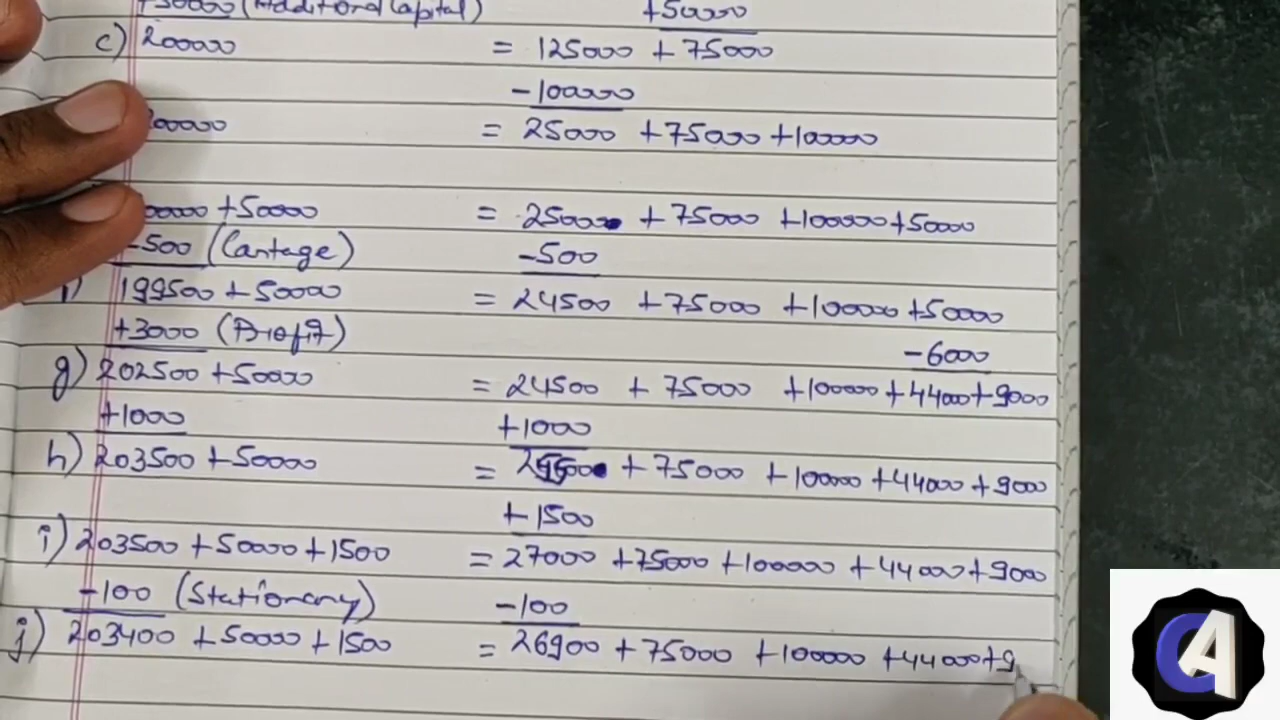 +50000 (Additional Capital) +50000
c) 200000 = 125000 + 75000
-100000
00000 = 25000 + 75000 + 100000
0000 + 50000 = 25000 + 75000 + 100000 + 50000
-500 (Cartage) -500
199500 + 50000 = 24500 + 75000 + 100000 + 50000
+3000 (Profit) -6000
g) 202500 + 50000 = 24500 + 75000 + 100000 + 44000 + 9000
+1000 +1000
h) 203500 + 50000 = 25500 + 75000 + 100000 + 44000 + 9000
+1500
i) 203500 + 50000 + 1500 = 27000 + 75000 + 100000 + 44000 + 9000
-100 (Stationary) -100
j) 203400 + 50000 + 1500 = 26900 + 75000 + 100000 + 44000 + 9
CA